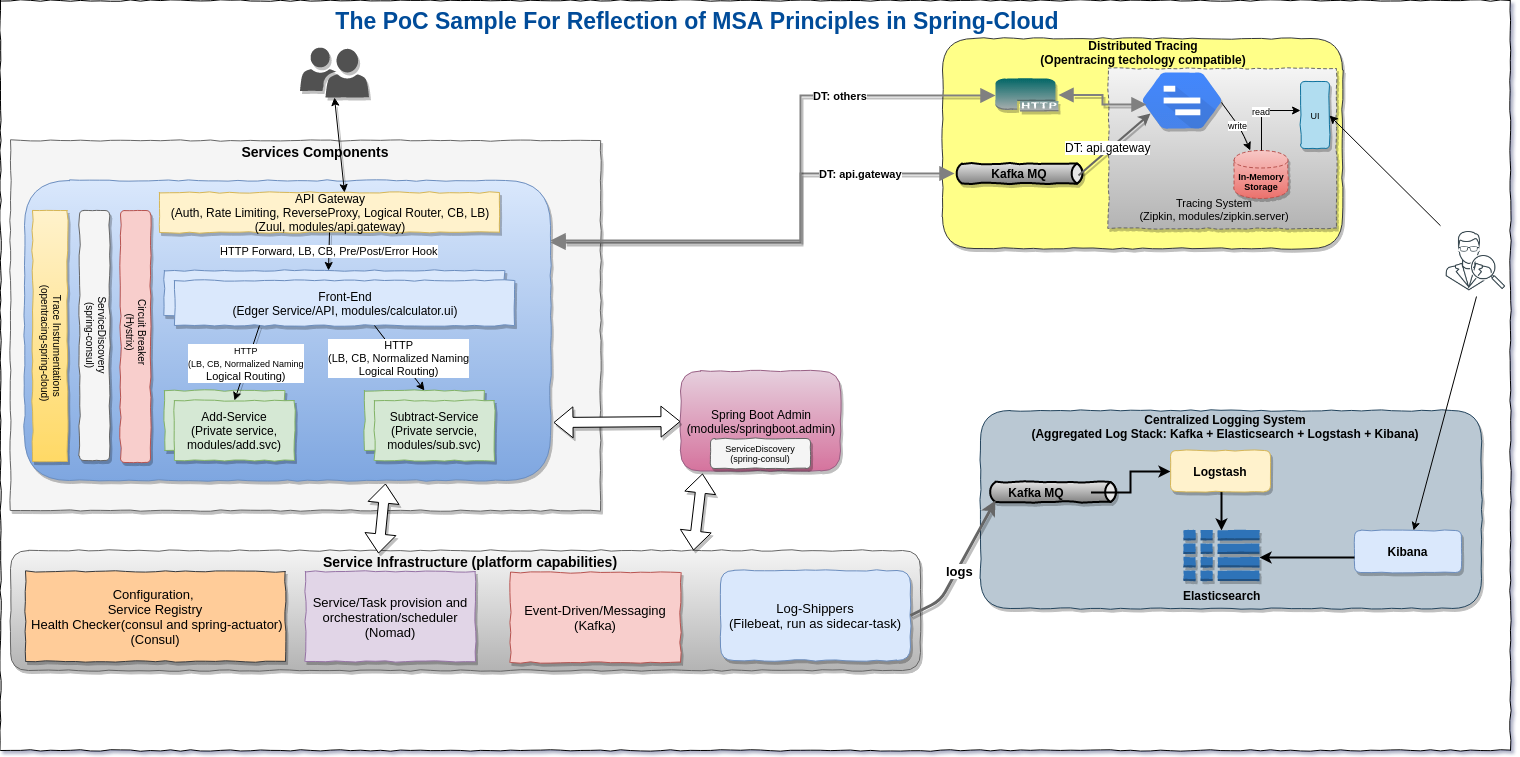 The PoC Sample For Reflection of MSA Principles in Spring-Cloud
Services Components
API Gateway
(Auth, Rate Limiting, ReverseProxy, Logical Router, CB, LB)
(Zuul, modules/api.gateway)
HTTP Forward, LB, CB, Pre/Post/Error Hook
Front-End
(Edger Service/API, modules/calculator.ui)
HTTP
(LB, CB, Normalized Naming
Logical Routing)
HTTP
(LB, CB, Normalized Naming
Logical Routing)
Add-Service
(Private service,
modules/add.svc)
Subtract-Service
(Private servcie,
modules/sub.svc)
Trace Instrumentations
(opentracing-spring-cloud)
ServiceDiscovery
(spring-consul)
Circuit Breaker
(Hystrix)
DT: others
DT: api.gateway
Distributed Tracing
(Opentracing techology compatible)
HTTP
Kafka MQ
DT: api.gateway
write
read
UI
In-Memory
Storage
Tracing System
(Zipkin, modules/zipkin.server)
Spring Boot Admin
(modules/springboot.admin)
ServiceDiscovery
(spring-consul)
Centralized Logging System
(Aggregated Log Stack: Kafka + Elasticsearch + Logstash + Kibana)
Kafka MQ
Logstash
Elasticsearch
Kibana
logs
Service Infrastructure (platform capabilities)
Configuration,
Service Registry
Health Checker(consul and spring-actuator)
(Consul)
Service/Task provision and
orchestration/scheduler
(Nomad)
Event-Driven/Messaging
(Kafka)
Log-Shippers
(Filebeat, run as sidecar-task)